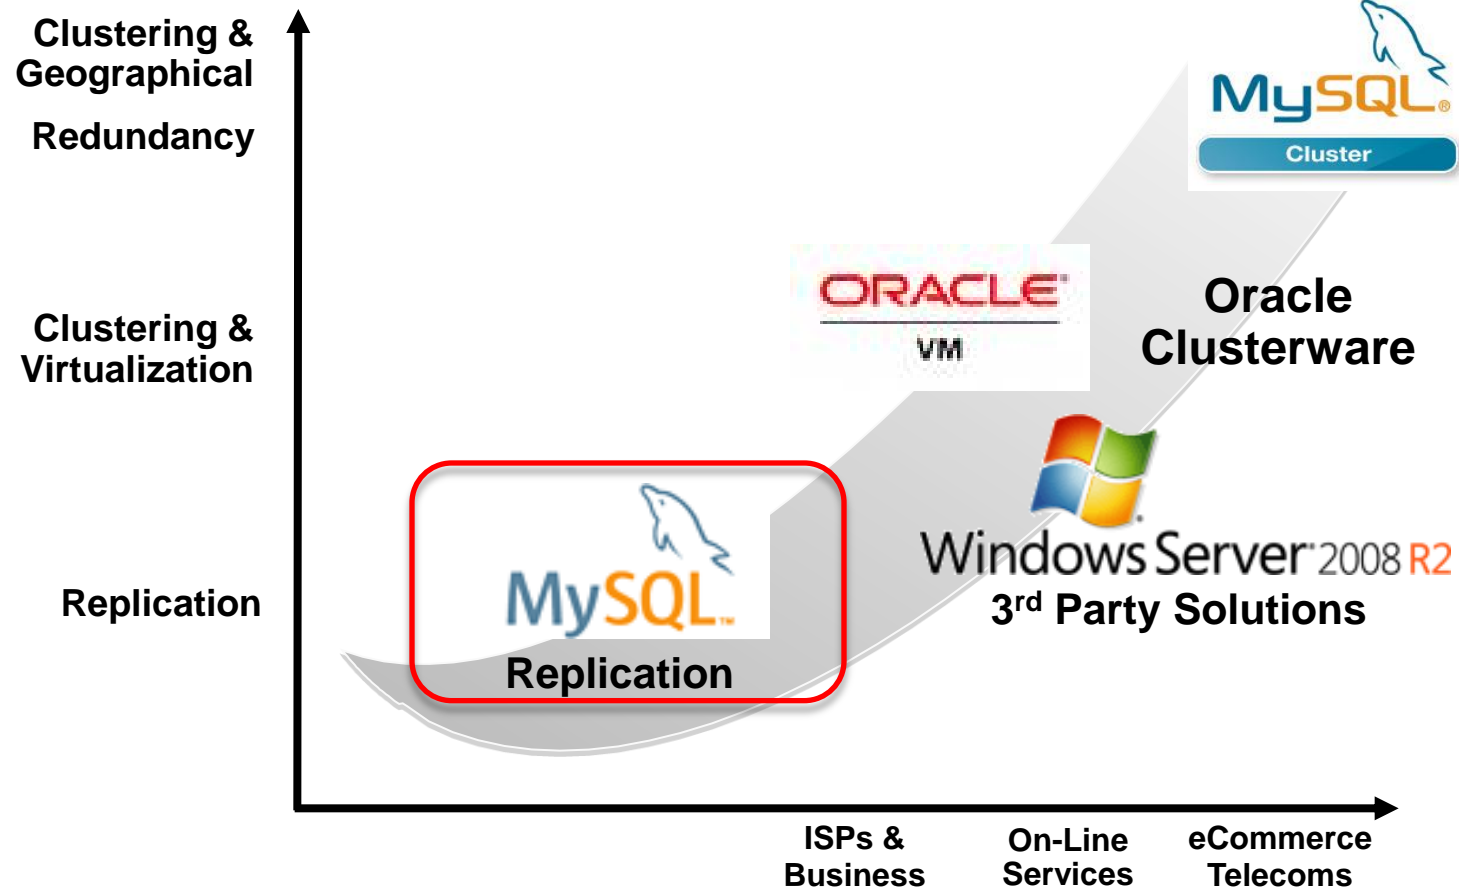 Clustering &
Geographical
Redundancy
MySQL®
Cluster
ORACLE®
VM
Oracle
Clusterware
Clustering &
Virtualization
MySQL™
Replication
Windows Server® 2008 R2
3rd Party Solutions
Replication
ISPs &
Business
On-Line
Services
eCommerce
Telecoms